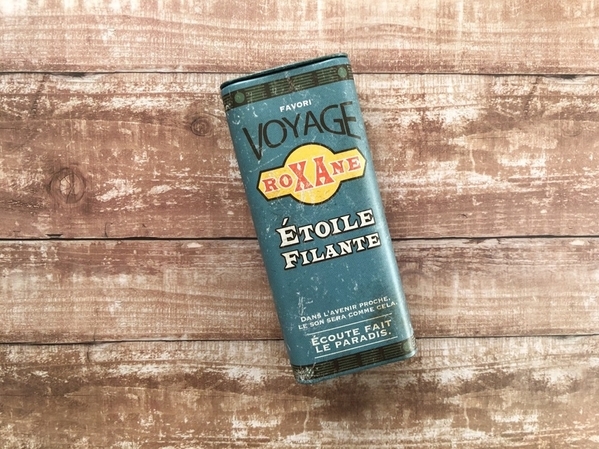 FAVORI
VOYAGE
ROXANE
ÉTOILE
FILANTE
DANS L'AVENIR PROCHE,
LE SON SERA COMME CELA.
ÉCOUTE FAIT
LE PARADIS.